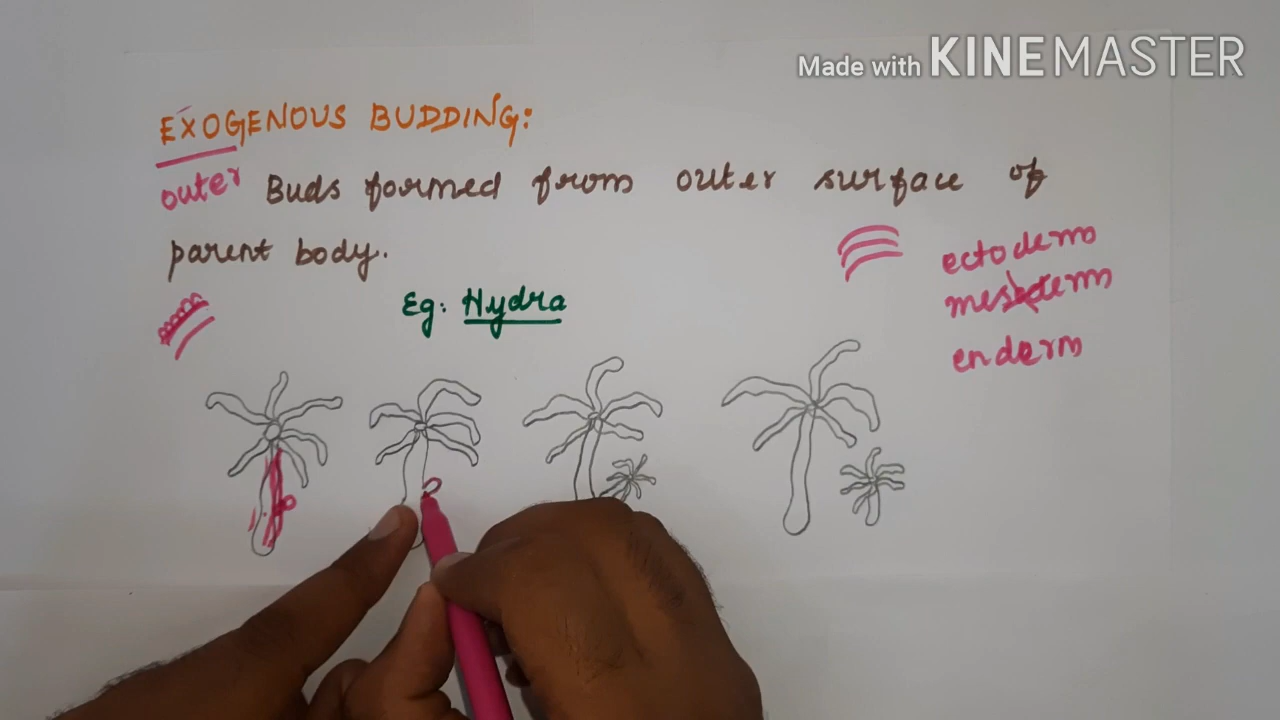 Made with KINEMASTER
EXOGENOUS BUDDING:
outer Buds formed from outer surface of
parent body.
ectoderm
mesoderm
enderm
Eg: Hydra